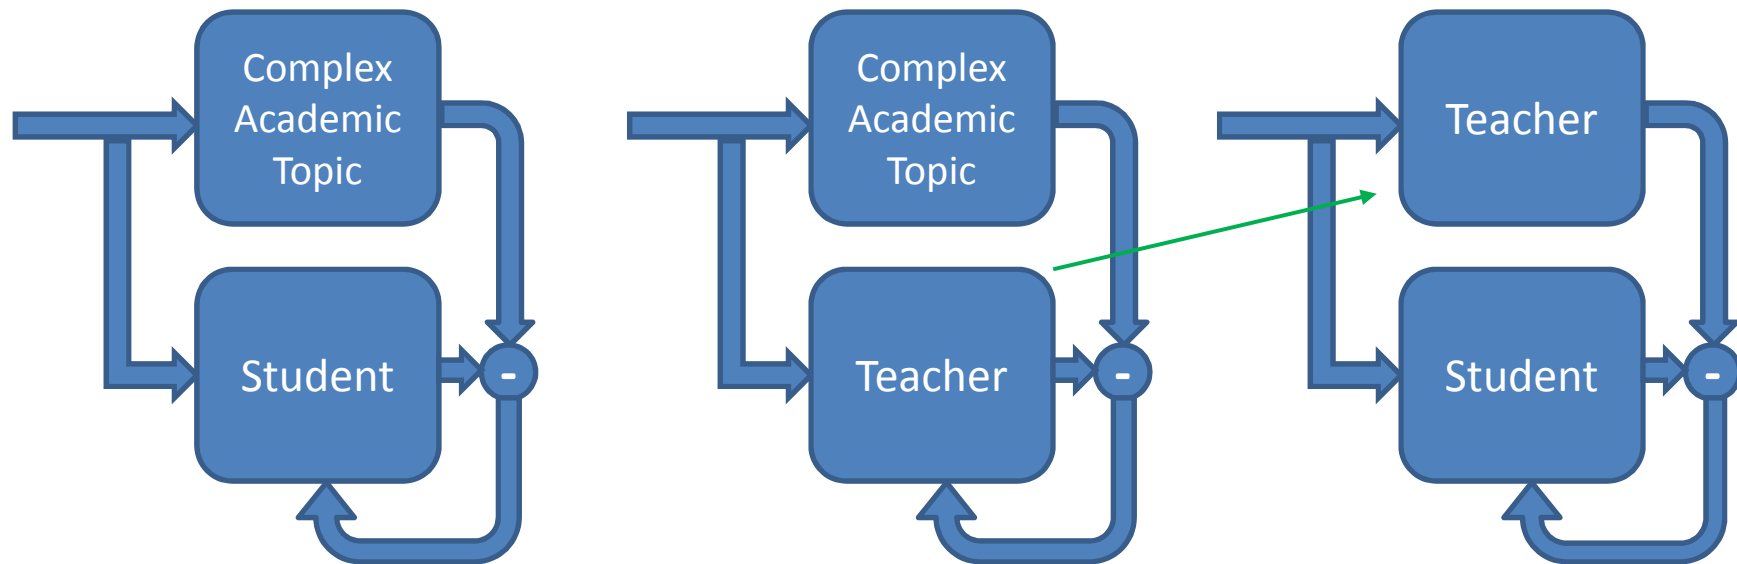 Complex
Academic
Topic
Student
-
Complex
Academic
Topic
Teacher
-
Teacher
Student
-